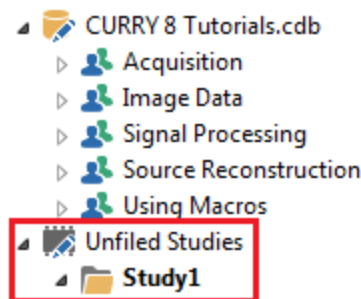 CURRY 8 Tutorials.cdb
Acquisition
Image Data
Signal Processing
Source Reconstruction
Using Macros
Unfiled Studies
Study1